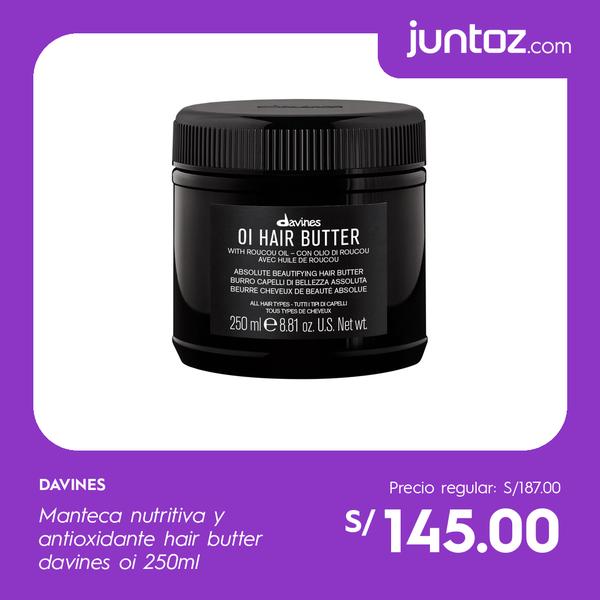 juntoz.com
davines
OI HAIR BUTTER
WITH ROUCOU OIL – CON OLIO DI ROUCOU
AVEC HUILE DE ROUCOU
ABSOLUTE BEAUTIFYING HAIR BUTTER
BURRO CAPELLI DI BELLEZZA ASSOLUTA
BEURRE CHEVEUX DE BEAUTÉ ABSOLUE
ALL HAIR TYPES - TUTTI I TIPI DI CAPELLI
TOUS TYPES DE CHEVEUX
250 ml ℮ 8.81 oz. U.S. Net wt.
DAVINES
Manteca nutritiva y
antioxidante hair butter
davines oi 250ml
Precio regular: S/187.00
S/ 145.00